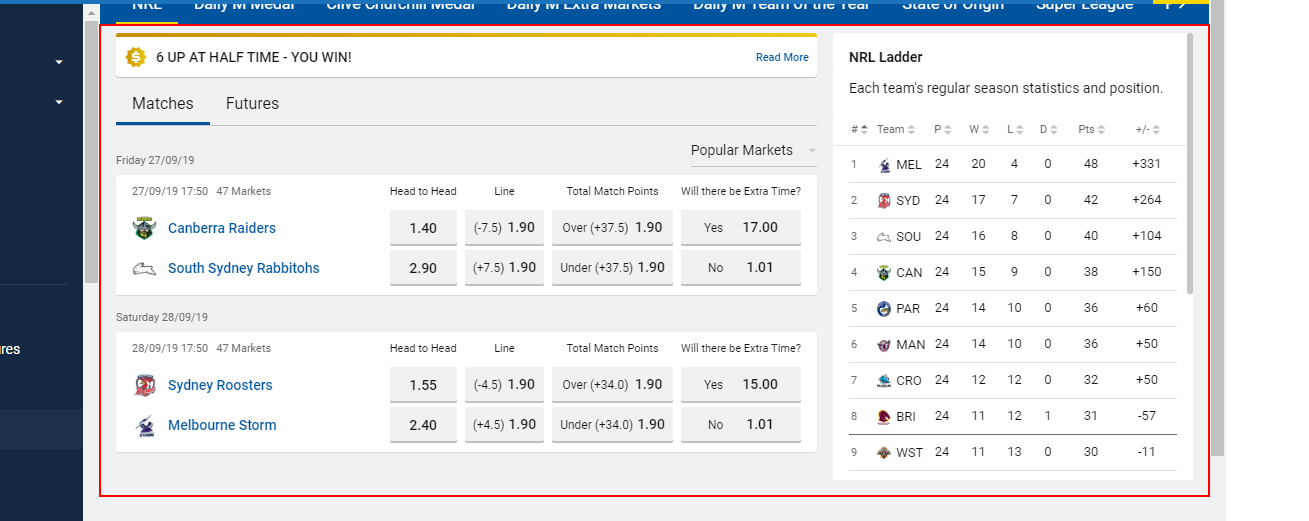 NRL Daily M Medal Clive Churchill Medal Daily M Extra Markets Daily M Team of the Year State of Origin Super League
res
6 UP AT HALF TIME - YOU WIN! Read More
Matches Futures
Popular Markets
Friday 27/09/19
27/09/19 17:50 47 Markets Head to Head Line Total Match Points Will there be Extra Time?
Canberra Raiders 1.40 (-7.5) 1.90 Over (+37.5) 1.90 Yes 17.00
South Sydney Rabbitohs 2.90 (+7.5) 1.90 Under (+37.5) 1.90 No 1.01
Saturday 28/09/19
28/09/19 17:50 47 Markets Head to Head Line Total Match Points Will there be Extra Time?
Sydney Roosters 1.55 (-4.5) 1.90 Over (+34.0) 1.90 Yes 15.00
Melbourne Storm 2.40 (+4.5) 1.90 Under (+34.0) 1.90 No 1.01
NRL Ladder
Each team's regular season statistics and position.
# Team P W L D Pts +/-
1 MEL 24 20 4 0 48 +331
2 SYD 24 17 7 0 42 +264
3 SOU 24 16 8 0 40 +104
4 CAN 24 15 9 0 38 +150
5 PAR 24 14 10 0 36 +60
6 MAN 24 14 10 0 36 +50
7 CRO 24 12 12 0 32 +50
8 BRI 24 11 12 1 31 -57
9 WST 24 11 13 0 30 -11